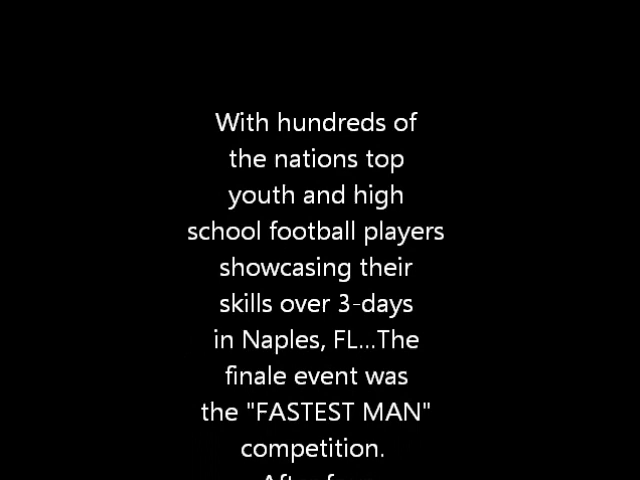 With hundreds of
the nations top
youth and high
school football players
showcasing their
skills over 3-days
in Naples, FL...The
finale event was
the "FASTEST MAN"
competition.